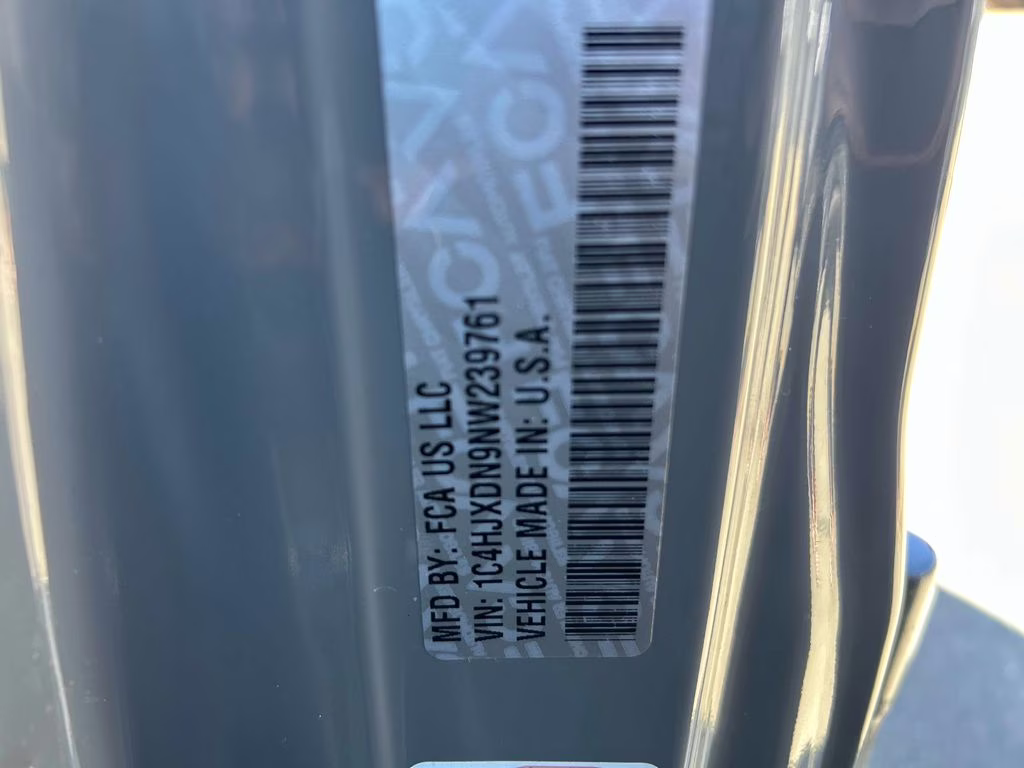 MFD BY: FCA US LLC
VIN: 1C4HJXDN9NW239761
VEHICLE MADE IN: U.S.A.